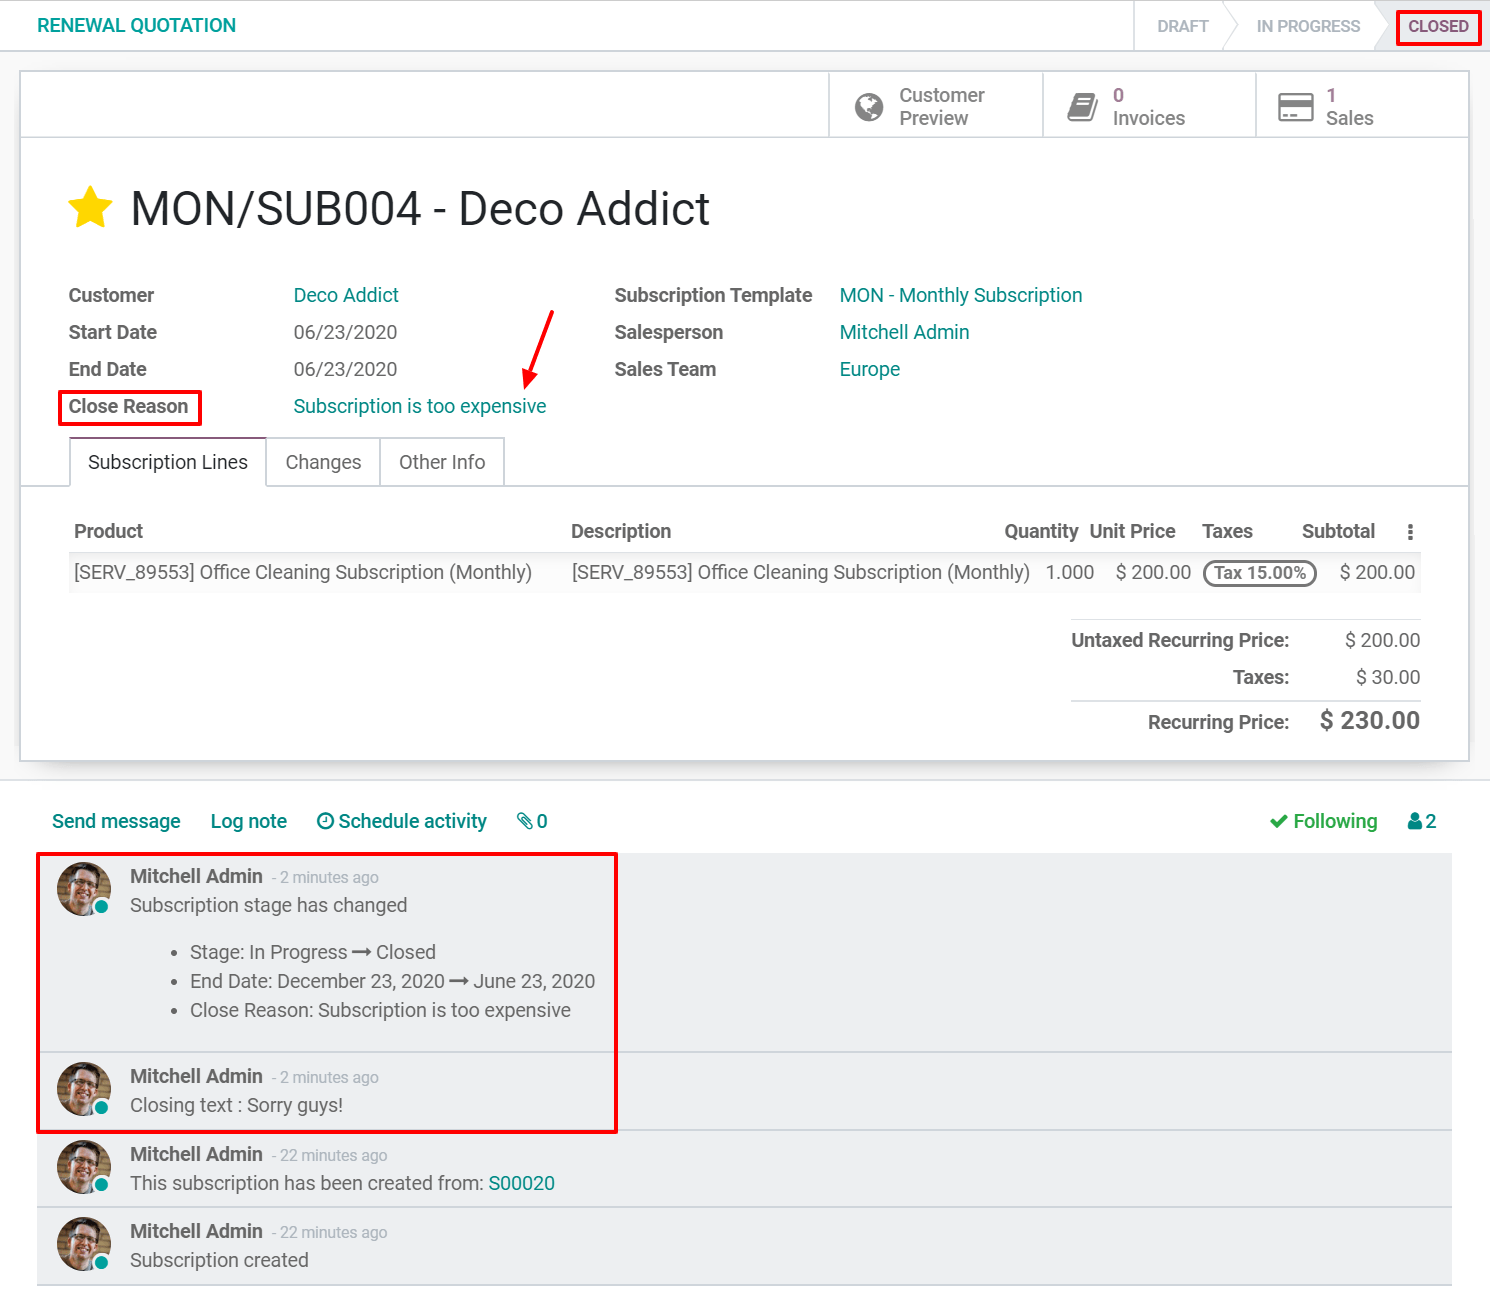 RENEWAL QUOTATION
DRAFT
IN PROGRESS
CLOSED
Customer
Preview
0
Invoices
1
Sales
MON/SUB004 - Deco Addict
Customer Deco Addict
Subscription Template MON - Monthly Subscription
Start Date 06/23/2020
Salesperson Mitchell Admin
End Date 06/23/2020
Sales Team Europe
Close Reason Subscription is too expensive
Subscription Lines Changes Other Info
Product Description Quantity Unit Price Taxes Subtotal
[SERV_89553] Office Cleaning Subscription (Monthly) [SERV_89553] Office Cleaning Subscription (Monthly) 1.000 $ 200.00 Tax 15.00% $ 200.00
Untaxed Recurring Price: $ 200.00
Taxes: $ 30.00
Recurring Price: $ 230.00
Send message Log note Schedule activity 0 Following 2
Mitchell Admin - 2 minutes ago
Subscription stage has changed
• Stage: In Progress → Closed
• End Date: December 23, 2020 → June 23, 2020
• Close Reason: Subscription is too expensive
Mitchell Admin - 2 minutes ago
Closing text : Sorry guys!
Mitchell Admin - 22 minutes ago
This subscription has been created from: S00020
Mitchell Admin - 22 minutes ago
Subscription created